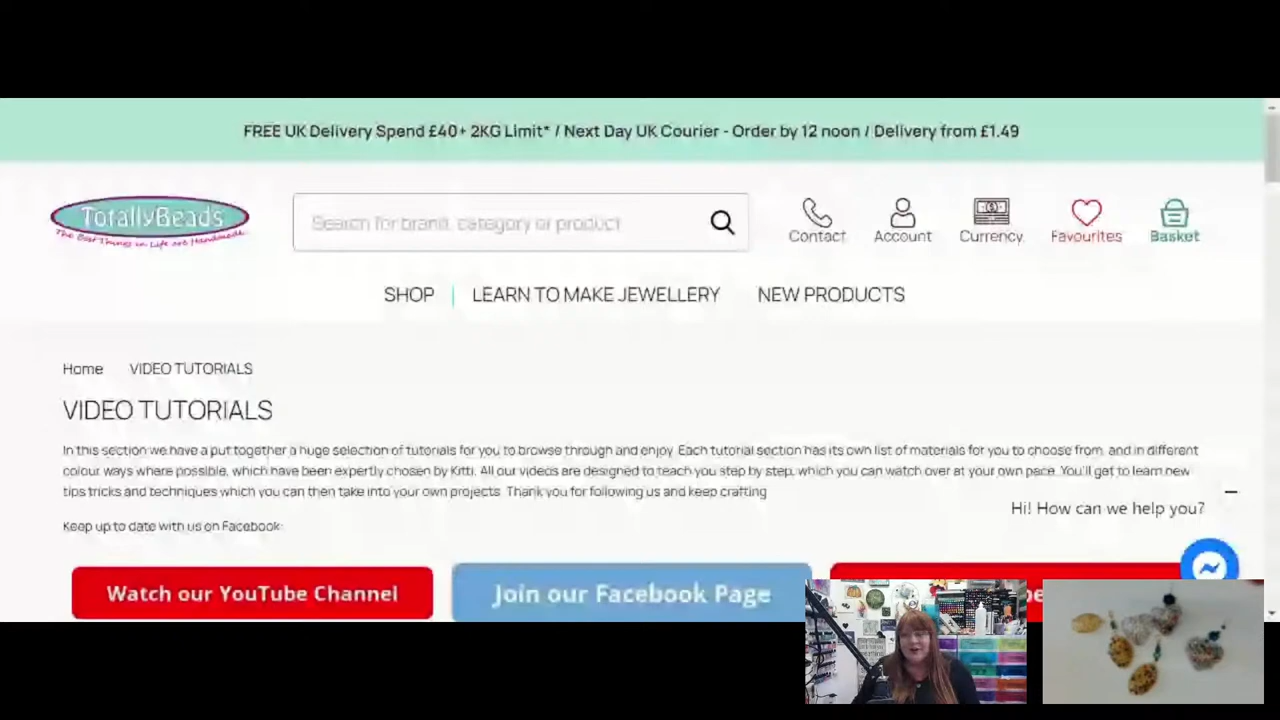 FREE UK Delivery Spend £40+ 2KG Limit* / Next Day UK Courier - Order by 12 noon / Delivery from £1.49
TotallyBeads
The Best Things in Life are Handmade
Search for brand, category or product
Contact
Account
Currency
Favourites
Basket
SHOP
LEARN TO MAKE JEWELLERY
NEW PRODUCTS
Home
VIDEO TUTORIALS
VIDEO TUTORIALS
In this section we have a put together a huge selection of tutorials for you to browse through and enjoy. Each tutorial section has its own list of materials for you to choose from, and in different
colour ways where possible, which have been expertly chosen by Kitti. All our videos are designed to teach you step by step, which you can watch over at your own pace. You'll get to learn new
tips tricks and techniques which you can then take into your own projects. Thank you for following us and keep crafting
Hi! How can we help you?
Keep up to date with us on Facebook:
Watch our YouTube Channel
Join our Facebook Page